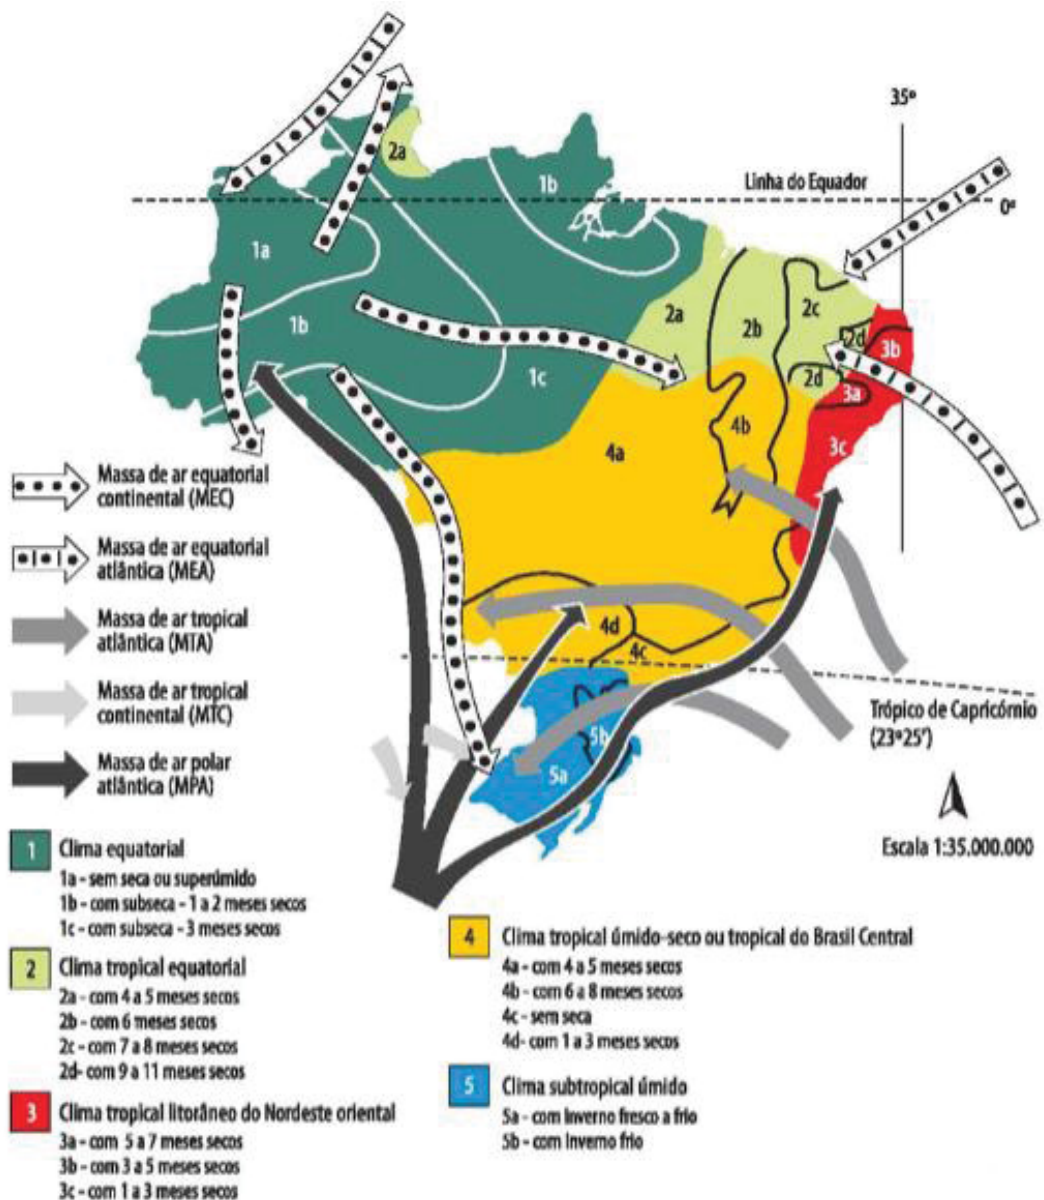 35º
2a
1b
Linha do Equador
0º
1a
1b
2a
2b
2c
2d
3b
1c
2d
3a
4b
4a
3c
Massa de ar equatorial
continental (MEC)
Massa de ar equatorial
atlântica (MEA)
Massa de ar tropical
atlântica (MTA)
4d
4c
Massa de ar tropical
continental (MTC)
Trópico de Capricórnio
(23º25')
5b
5a
Massa de ar polar
atlântica (MPA)
Escala 1:35.000.000
1 Clima equatorial
1a - sem seca ou superúmido
1b - com subseca - 1 a 2 meses secos
1c - com subseca - 3 meses secos
2 Clima tropical equatorial
2a - com 4 a 5 meses secos
2b - com 6 meses secos
2c - com 7 a 8 meses secos
2d- com 9 a 11 meses secos
3 Clima tropical litorâneo do Nordeste oriental
3a - com 5 a 7 meses secos
3b - com 3 a 5 meses secos
3c - com 1 a 3 meses secos
4 Clima tropical úmido-seco ou tropical do Brasil Central
4a - com 4 a 5 meses secos
4b - com 6 a 8 meses secos
4c - sem seca
4d- com 1 a 3 meses secos
5 Clima subtropical úmido
5a - com inverno fresco a frio
5b - com inverno frio